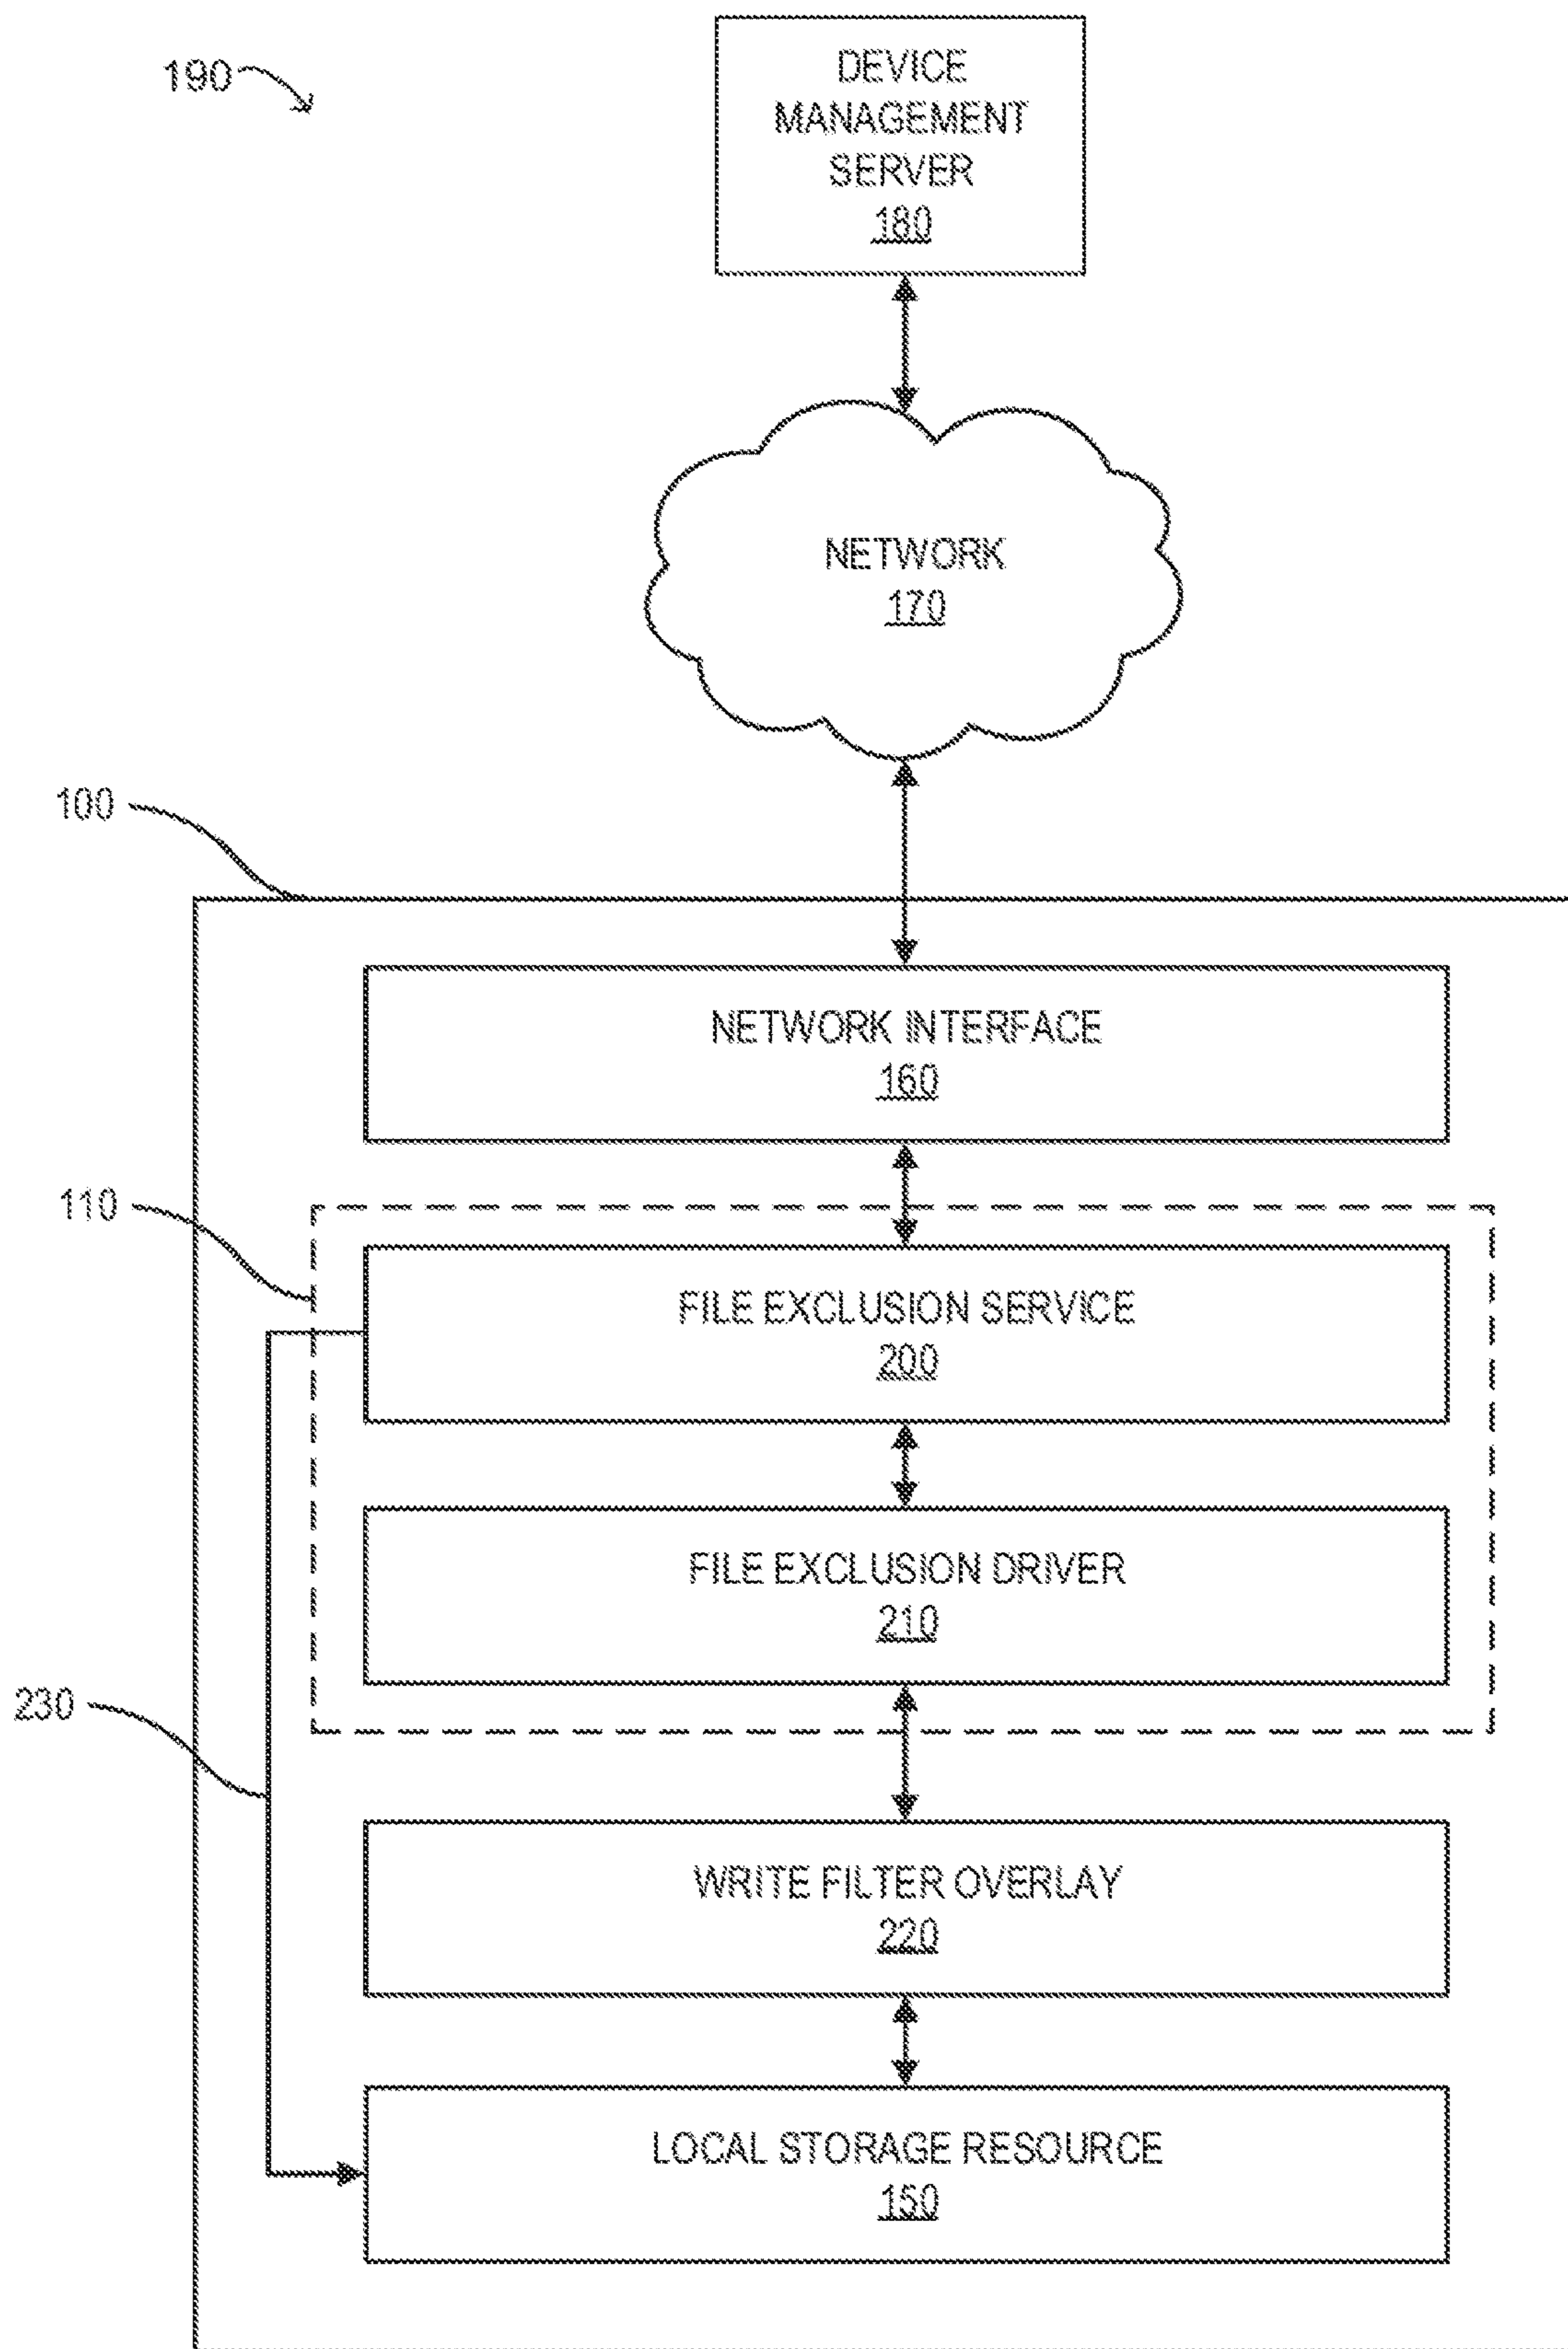 190
DEVICE
MANAGEMENT
SERVER
180
NETWORK
170
100
NETWORK INTERFACE
160
110
FILE EXCLUSION SERVICE
200
FILE EXCLUSION DRIVER
210
230
WRITE FILTER OVERLAY
220
LOCAL STORAGE RESOURCE
150